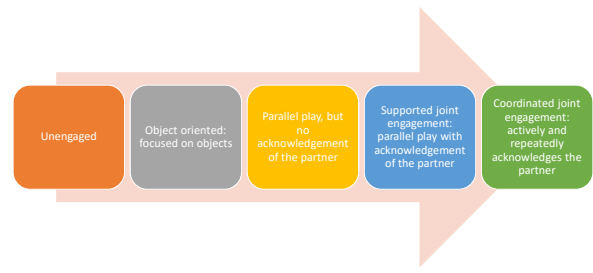 Unengaged
Object oriented:
focused on objects
Parallel play, but
no
acknowledgement
of the partner
Supported joint
engagement:
parallel play with
acknowledgement
of the partner
Coordinated joint
engagement:
actively and
repeatedly
acknowledges the
partner